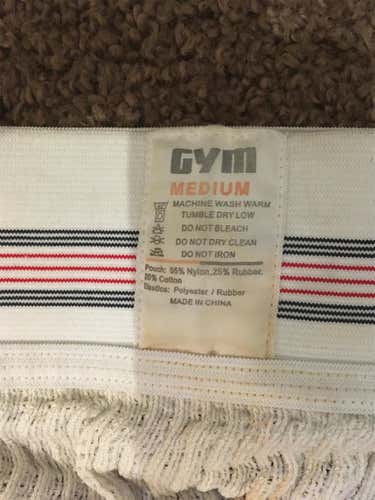 GYM
MEDIUM
MACHINE WASH WARM
TUMBLE DRY LOW
DO NOT BLEACH
DO NOT DRY CLEAN
DO NOT IRON
Pouch: 55% Nylon, 25% Rubber,
20% Cotton
Elastics: Polyester / Rubber
MADE IN CHINA